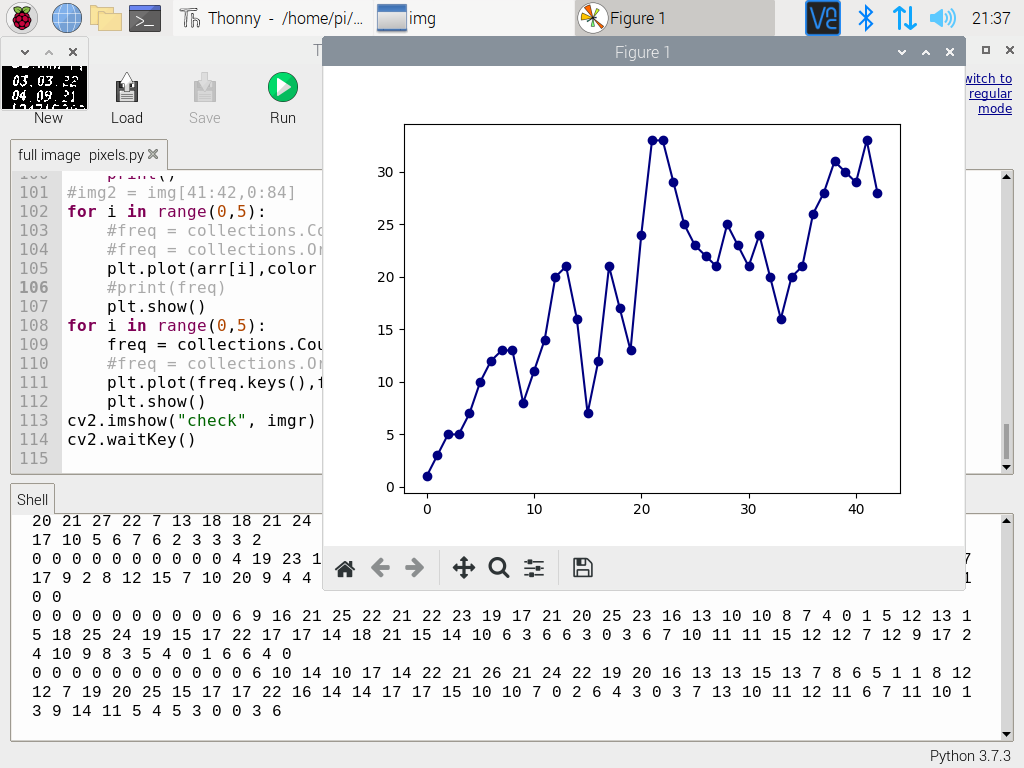 Thonny - /home/pi/...
img
Figure 1
21:37
Figure 1
03.03.22
04.09.21
New
Load
Save
Run
witch to
regular
mode
full image pixels.py
100 print()
101 #img2 = img[41:42,0:84]
102 for i in range(0,5):
103 #freq = collections.Co
104 #freq = collections.Or
105 plt.plot(arr[i],color
106 #print(freq)
107 plt.show()
108 for i in range(0,5):
109 freq = collections.Cou
110 #freq = collections.Or
111 plt.plot(freq.keys(),f
112 plt.show()
113 cv2.imshow("check", imgr)
114 cv2.waitKey()
115
30
25
20
15
10
5
0
0 10 20 30 40
Shell
20 21 27 22 7 13 18 18 21 24
17 10 5 6 7 6 2 3 3 3 2
0 0 0 0 0 0 0 0 0 0 4 19 23 1 7
17 9 2 8 12 15 7 10 20 9 4 4 1
0 0
0 0 0 0 0 0 0 0 0 0 6 9 16 21 25 22 21 22 23 19 17 21 20 25 23 16 13 10 10 8 7 4 0 1 5 12 13 1
5 18 25 24 19 15 17 22 17 17 14 18 21 15 14 10 6 3 6 6 3 0 3 6 7 10 11 11 15 12 12 7 12 9 17 2
4 10 9 8 3 5 4 0 1 6 6 4 0
0 0 0 0 0 0 0 0 0 0 0 6 10 14 10 17 14 22 21 26 21 24 22 19 20 16 13 13 15 13 7 8 6 5 1 1 8 12
12 7 19 20 25 15 17 17 22 16 14 14 17 17 15 10 10 7 0 2 6 4 3 0 3 7 13 10 11 12 11 6 7 11 10 1
3 9 14 11 5 4 5 3 0 0 3 6
Python 3.7.3